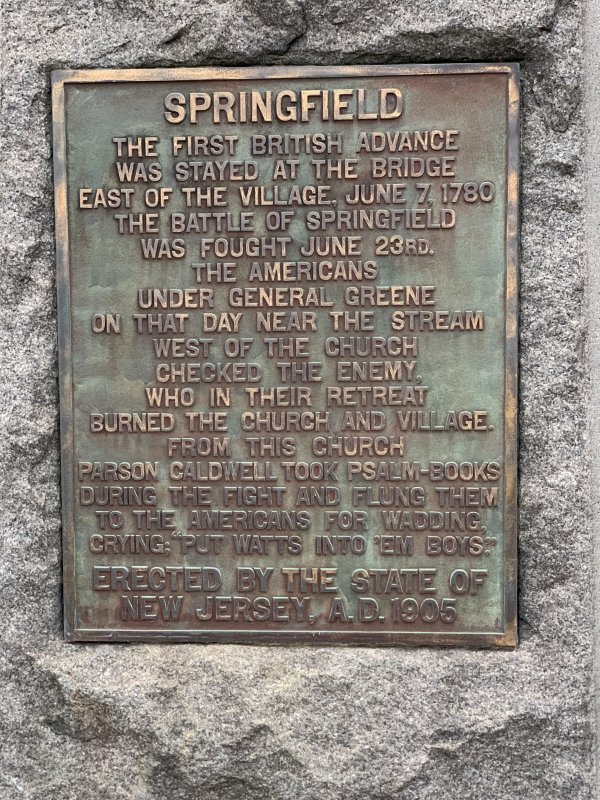 SPRINGFIELD
THE FIRST BRITISH ADVANCE
WAS STAYED AT THE BRIDGE
EAST OF THE VILLAGE, JUNE 7, 1780
THE BATTLE OF SPRINGFIELD
WAS FOUGHT JUNE 23RD.
THE AMERICANS
UNDER GENERAL GREENE
ON THAT DAY NEAR THE STREAM
WEST OF THE CHURCH
CHECKED THE ENEMY,
WHO IN THEIR RETREAT
BURNED THE CHURCH AND VILLAGE.
FROM THIS CHURCH
PARSON CALDWELL TOOK PSALM-BOOKS
DURING THE FIGHT AND FLUNG THEM
TO THE AMERICANS FOR WADDING,
CRYING; "PUT WATTS INTO 'EM BOYS."
ERECTED BY THE STATE OF
NEW JERSEY, A.D. 1905